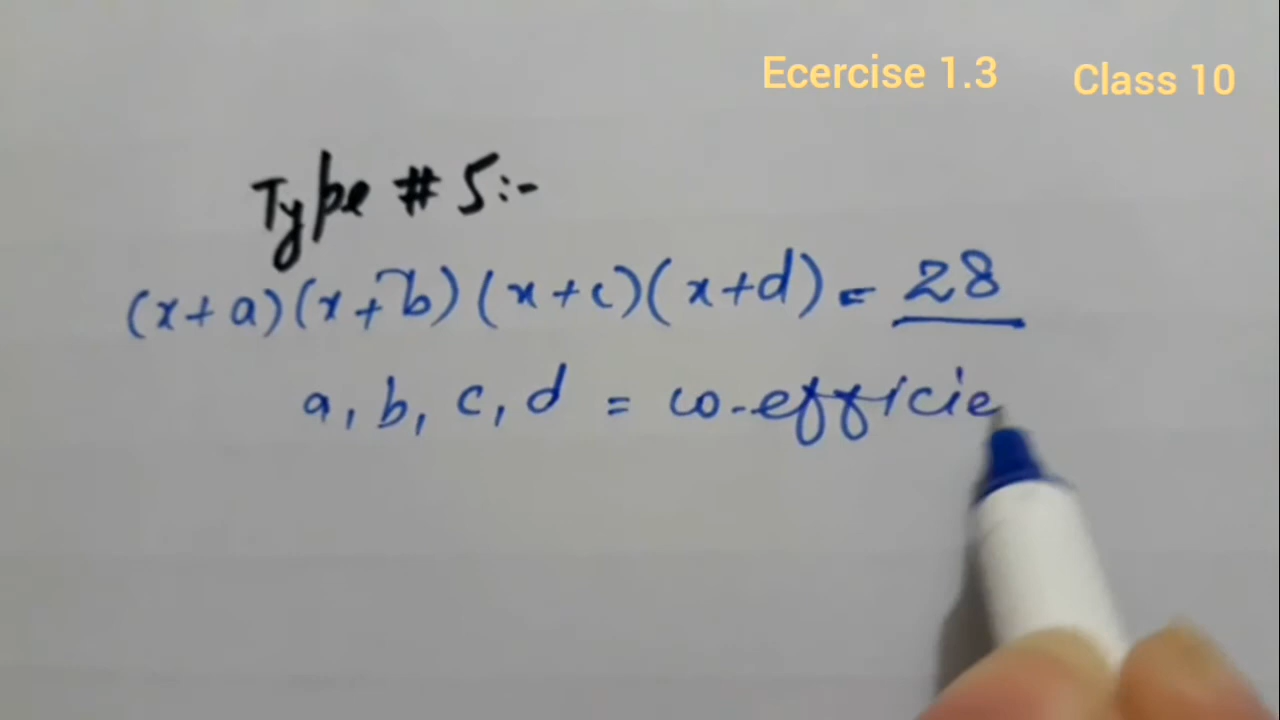 Ecercise 1.3 Class 10
Type # 5:-
(x+a)(x+b)(x+c)(x+d) = 28
a, b, c, d = co-efficie